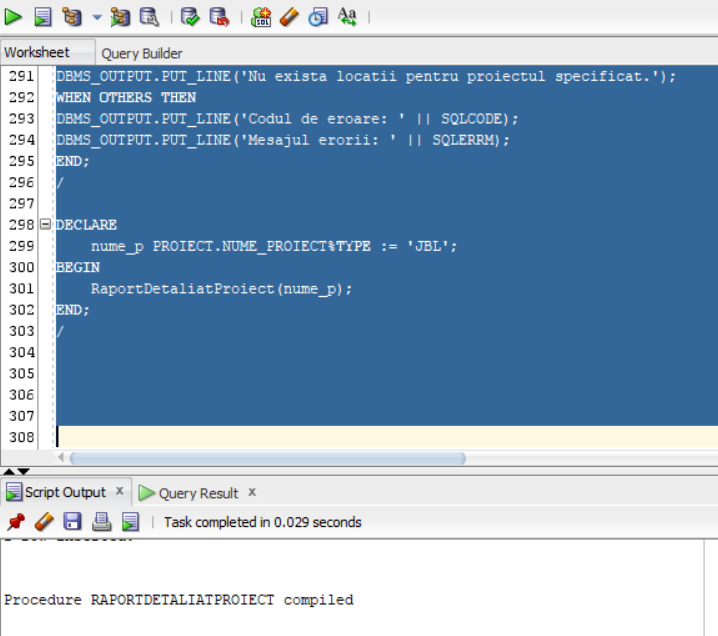 Worksheet Query Builder
291 DBMS_OUTPUT.PUT_LINE('Nu exista locatii pentru proiectul specificat.');
292 WHEN OTHERS THEN
293 DBMS_OUTPUT.PUT_LINE('Codul de eroare: ' || SQLCODE);
294 DBMS_OUTPUT.PUT_LINE('Mesajul erorii: ' || SQLERRM);
295 END;
296 /
297
298 DECLARE
299 nume_p PROIECT.NUME_PROIECT%TYPE := 'JBL';
300 BEGIN
301 RaportDetaliatProiect(nume_p);
302 END;
303 /
304
305
306
307
308
Script Output x Query Result x
Task completed in 0.029 seconds
Procedure RAPORTDETALIATPROIECT compiled